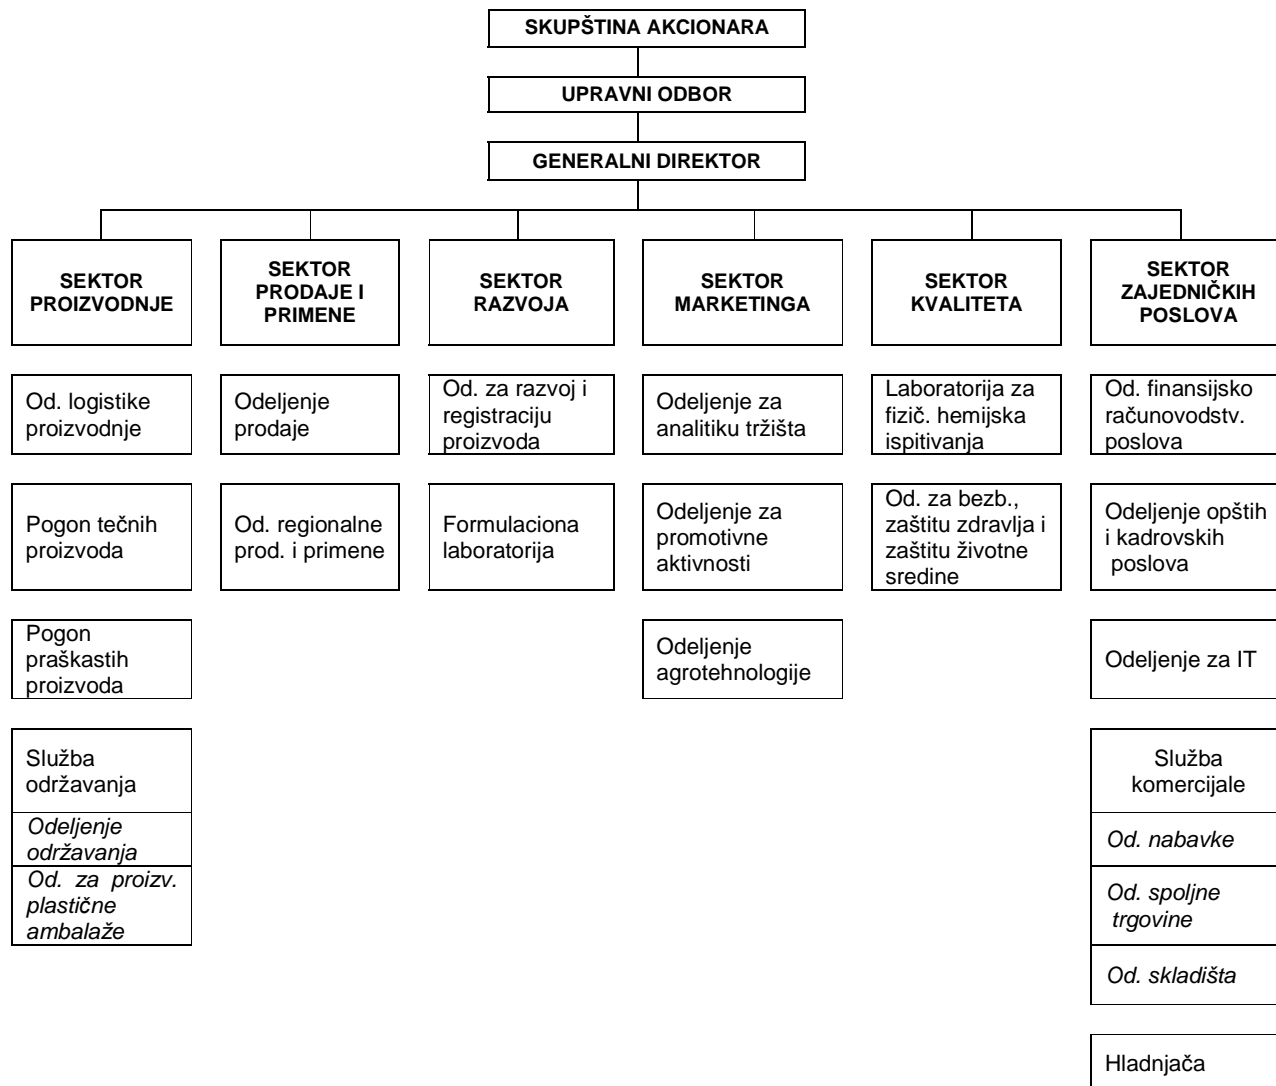 SKUPŠTINA AKCIONARA
UPRAVNI ODBOR
GENERALNI DIREKTOR
SEKTOR
PROIZVODNJE
SEKTOR
PRODAJE I
PRIMENE
SEKTOR
RAZVOJA
SEKTOR
MARKETINGA
SEKTOR
KVALITETA
SEKTOR
ZAJEDNIČKIH
POSLOVA
Od. logistike
proizvodnje
Odeljenje
prodaje
Od. za razvoj i
registraciju
proizvoda
Odeljenje za
analitiku tržišta
Laboratorija za
fizič. hemijska
ispitivanja
Od. finansijsko
računovodstv.
poslova
Pogon tečnih
proizvoda
Od. regionalne
prod. i primene
Formulaciona
laboratorija
Odeljenje za
promotivne
aktivnosti
Od. za bezb.,
zaštitu zdravlja i
zaštitu životne
sredine
Odeljenje opštih
i kadrovskih
poslova
Pogon
praškastih
proizvoda
Odeljenje
agrotehnologije
Odeljenje za IT
Služba
održavanja
Odeljenje
održavanja
Od. za proizv.
plastične
ambalaže
Služba
komercijale
Od. nabavke
Od. spoljne
trgovine
Od. skladišta
Hladnjača